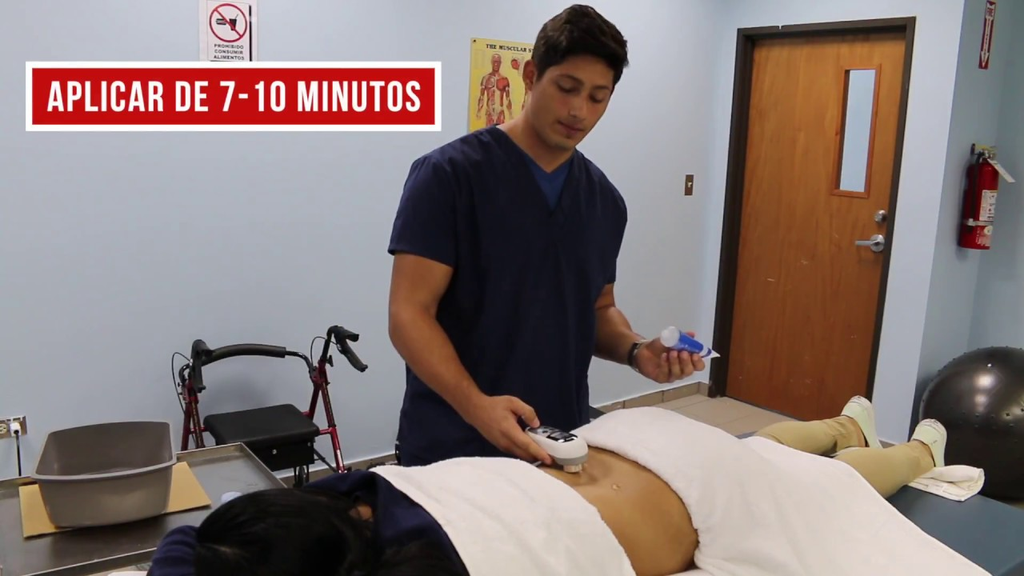 PROHIBIDO
CONSUMIR
ALIMENTOS
THE MUSCULAR
APLICAR DE 7-10 MINUTOS